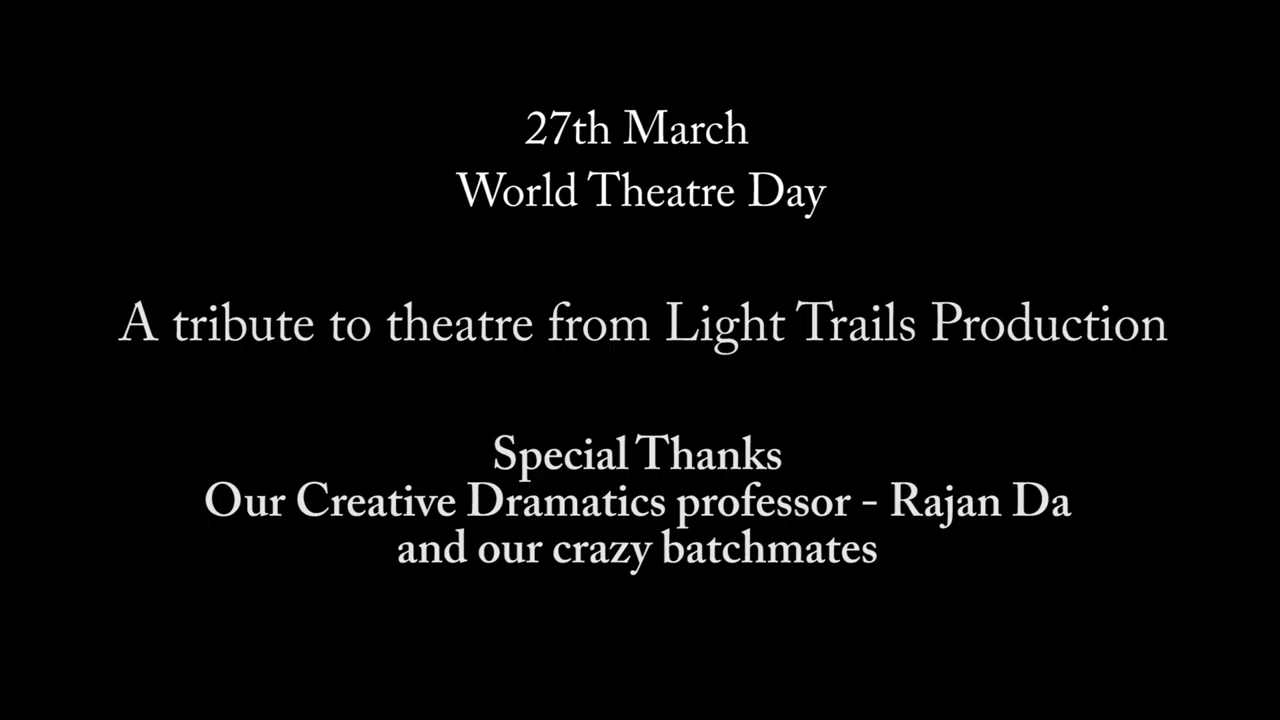 27th March
World Theatre Day
A tribute to theatre from Light Trails Production
Special Thanks
Our Creative Dramatics professor - Rajan Da
and our crazy batchmates